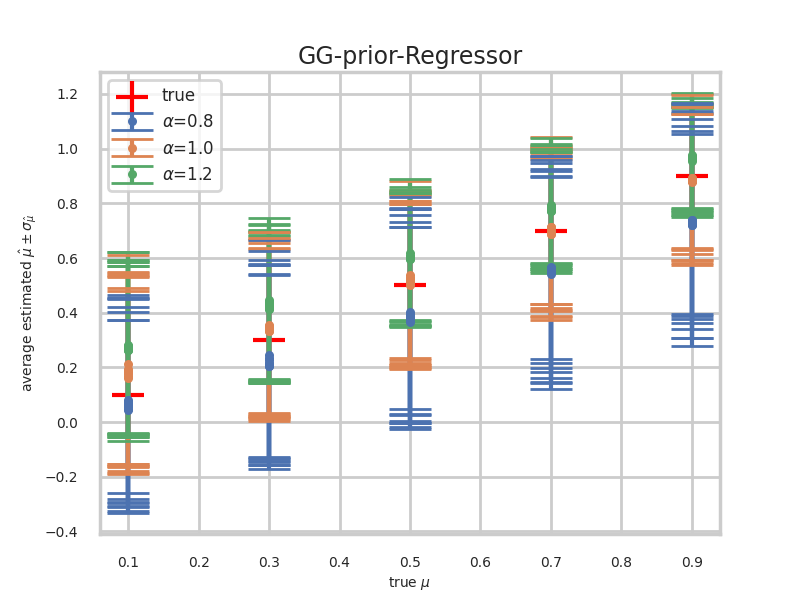 GG-prior-Regressor
true
α=0.8
α=1.0
α=1.2
average estimated μ̂ ± σ_μ̂
1.2
1.0
0.8
0.6
0.4
0.2
0.0
−0.2
−0.4
0.1 0.2 0.3 0.4 0.5 0.6 0.7 0.8 0.9
true μ